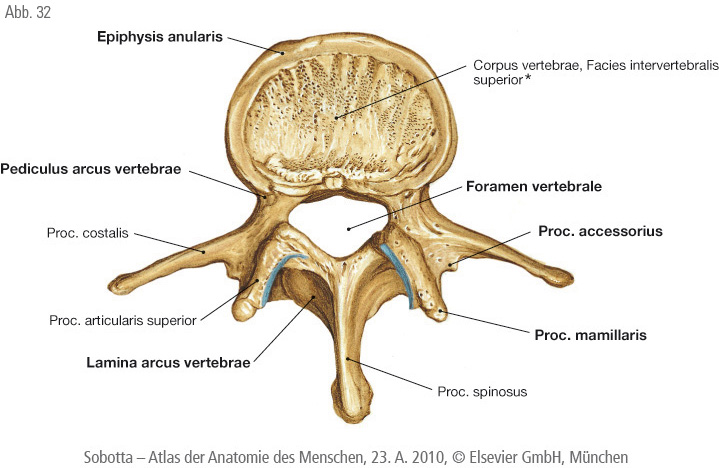 Abb. 32
Epiphysis anularis
Corpus vertebrae, Facies intervertebralis
superior*
Pediculus arcus vertebrae
Foramen vertebrale
Proc. costalis
Proc. accessorius
Proc. articularis superior
Proc. mamillaris
Lamina arcus vertebrae
Proc. spinosus
Sobotta – Atlas der Anatomie des Menschen, 23. A. 2010, © Elsevier GmbH, München